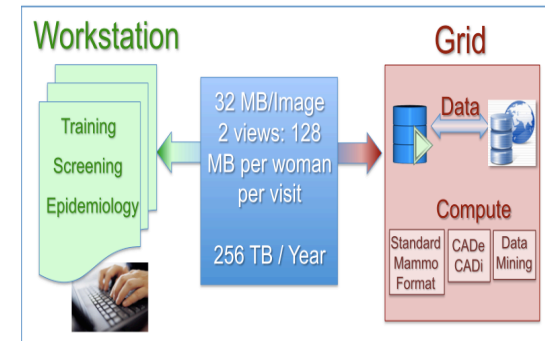 Workstation
Training
Screening
Epidemiology
32 MB/Image
2 views: 128
MB per woman
per visit
256 TB / Year
Grid
Data
Compute
Standard
Mammo
Format
CADe
CADi
Data
Mining